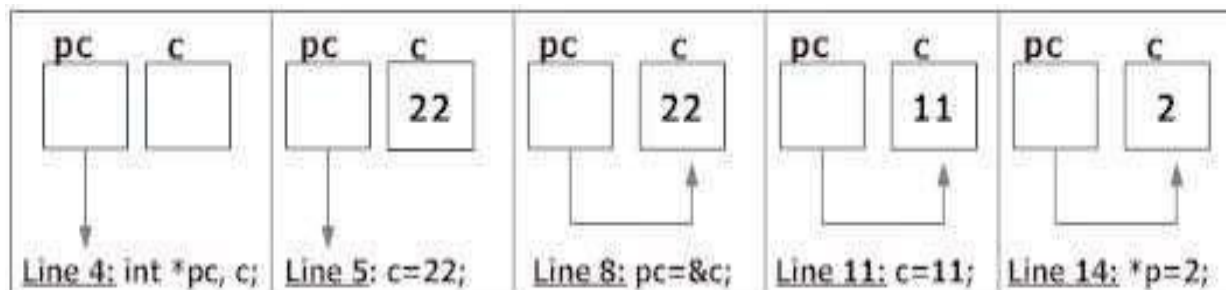 pc c
Line 4: int *pc, c;
pc c
22
Line 5: c=22;
pc c
22
Line 8: pc=&c;
pc c
11
Line 11: c=11;
pc c
2
Line 14: *p=2;